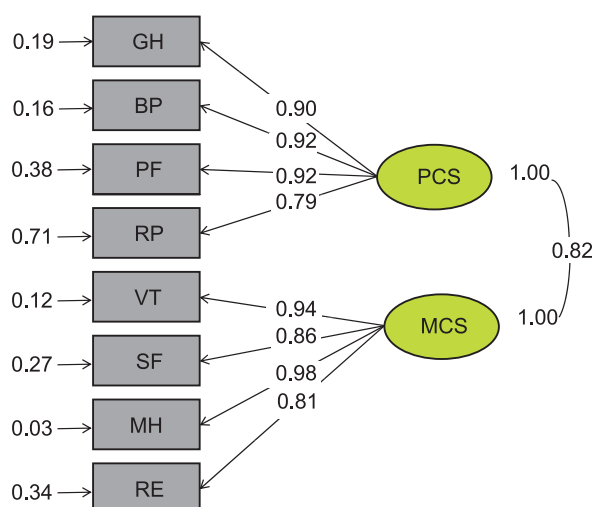 0.19 GH
0.90
0.16 BP
0.92
0.38 PF 0.92 PCS 1.00
0.79
0.71 RP
0.82
0.12 VT
0.94 MCS 1.00
0.86
0.27 SF
0.98
0.81
0.03 MH
0.34 RE